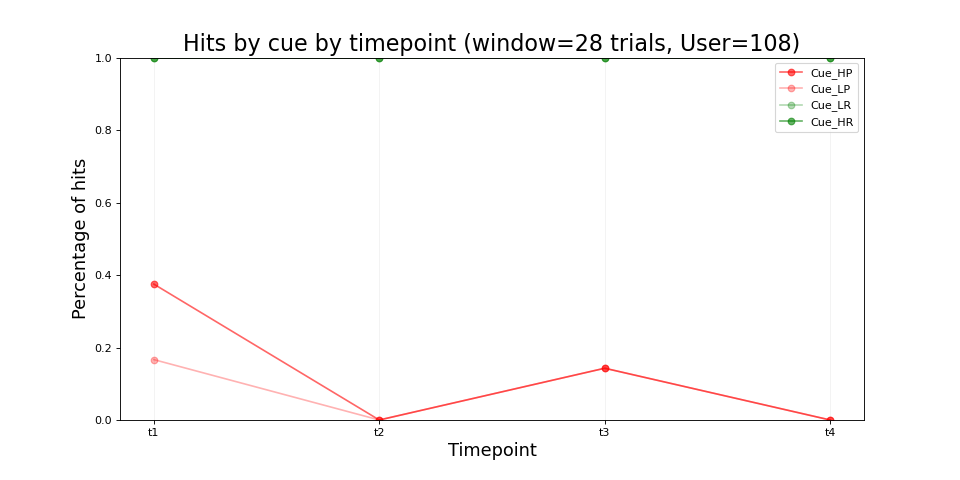 Hits by cue by timepoint (window=28 trials, User=108)
Percentage of hits
1.0
0.8
0.6
0.4
0.2
0.0
Cue_HP
Cue_LP
Cue_LR
Cue_HR
t1 t2 t3 t4
Timepoint